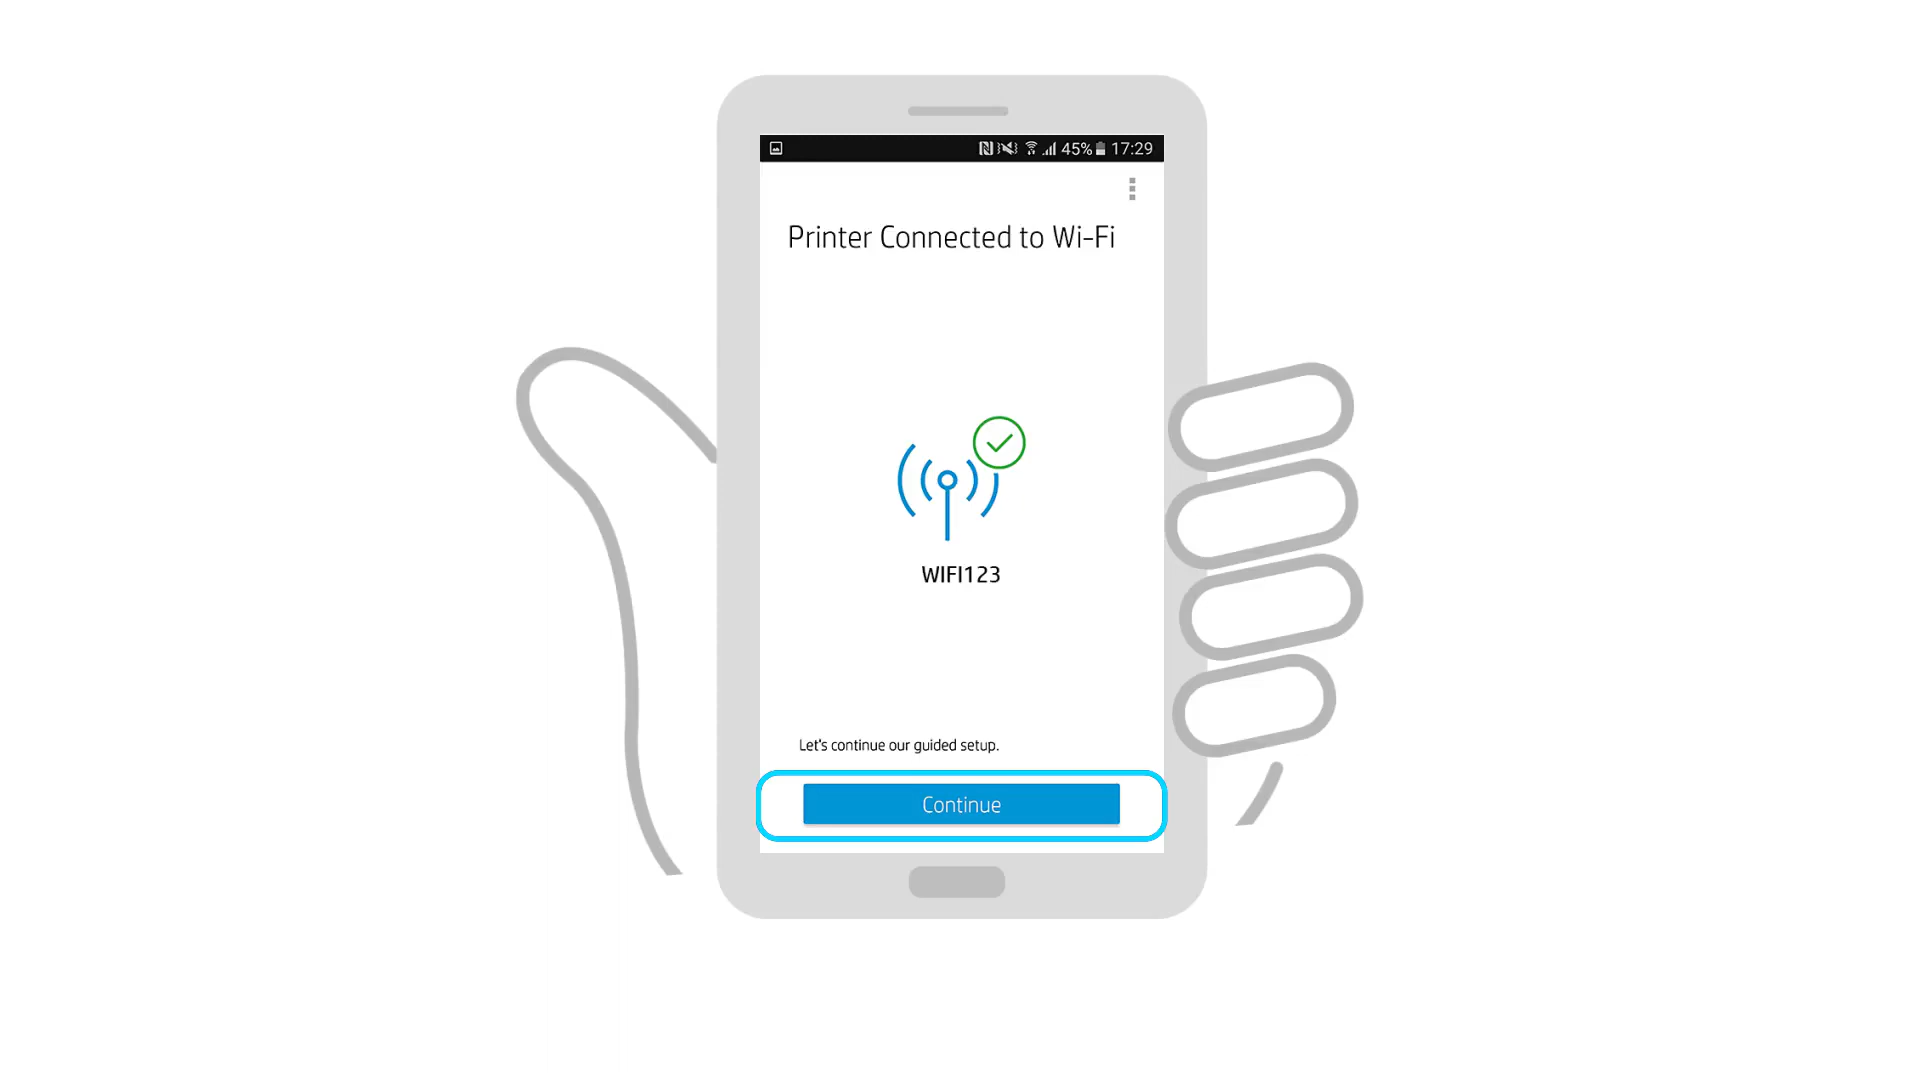 45% 17:29
Printer Connected to Wi-Fi
WIFI123
Let's continue our guided setup.
Continue